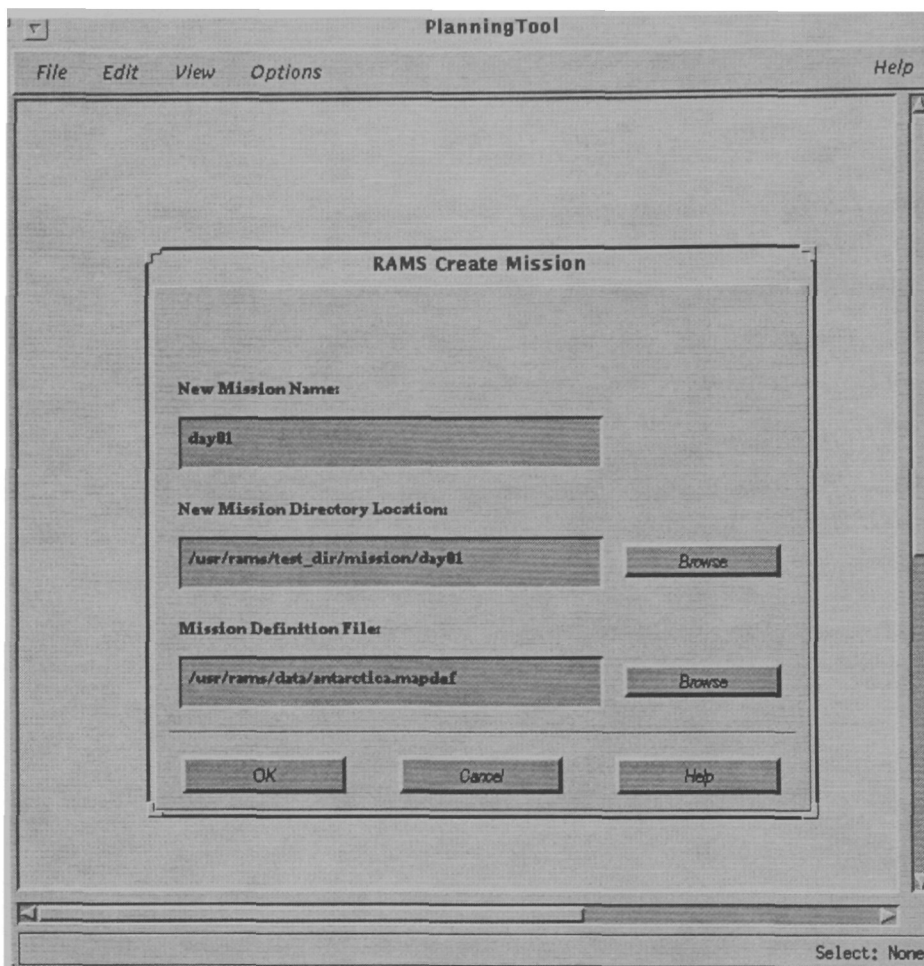 PlanningTool
File Edit View Options Help
RAMS Create Mission
New Mission Name:
day01
New Mission Directory Location:
/usr/rams/test_dir/mission/day01
Browse
Mission Definition File:
/usr/rams/data/antarctica.mapdef
Browse
OK Cancel Help
Select: None